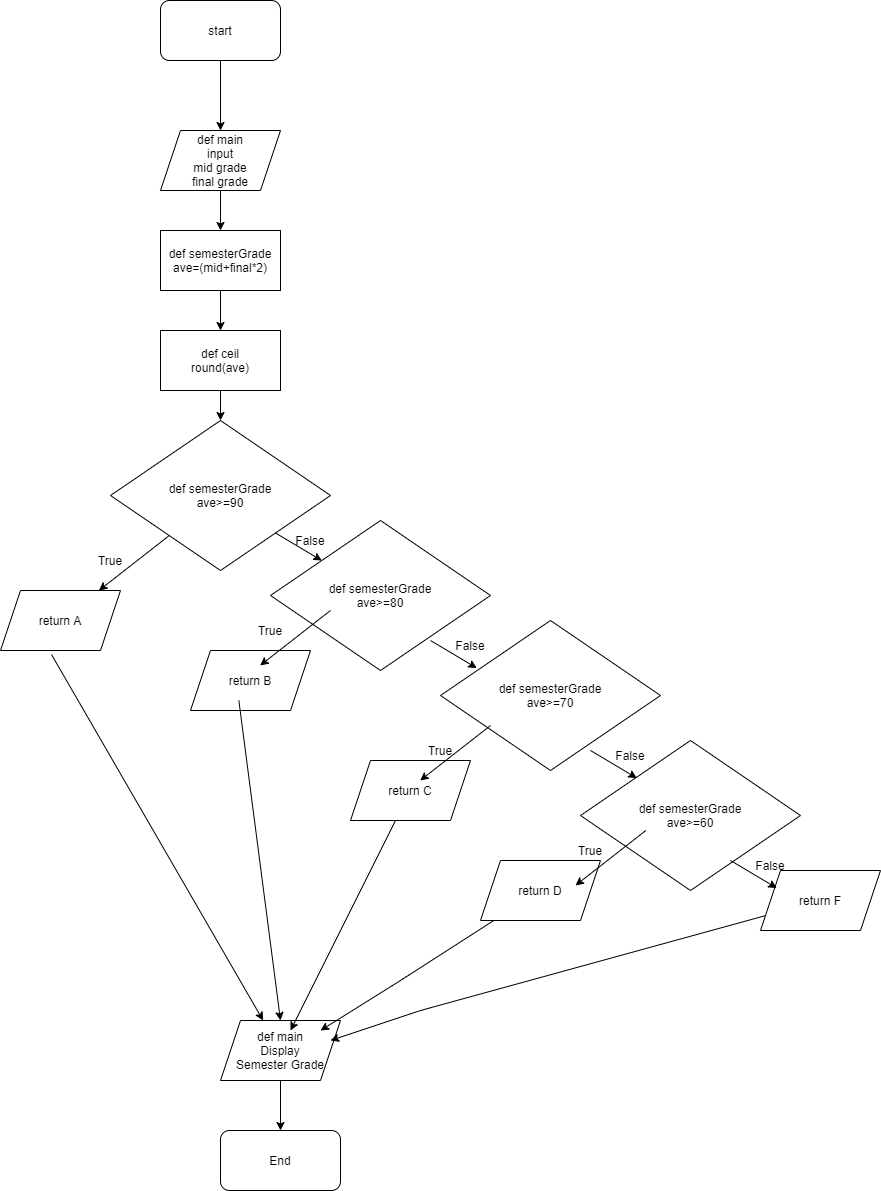 start
def main
input
mid grade
final grade
def semesterGrade
ave=(mid+final*2)
def ceil
round(ave)
def semesterGrade
ave>=90
True
False
return A
def semesterGrade
ave>=80
True
False
return B
def semesterGrade
ave>=70
True
False
return C
def semesterGrade
ave>=60
True
False
return D
return F
def main
Display
Semester Grade
End